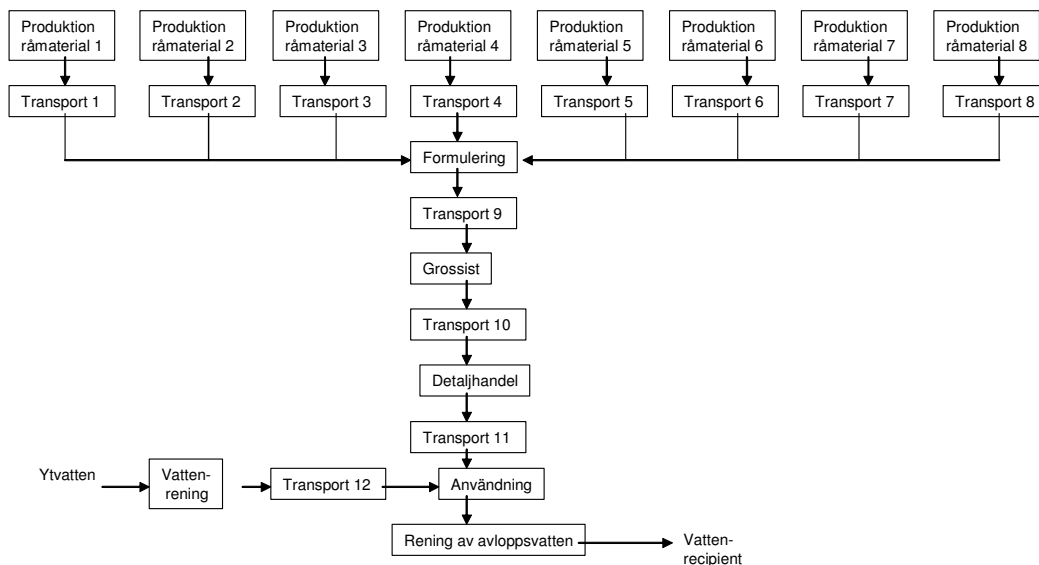 Produktion
råmaterial 1
Produktion
råmaterial 2
Produktion
råmaterial 3
Produktion
råmaterial 4
Produktion
råmaterial 5
Produktion
råmaterial 6
Produktion
råmaterial 7
Produktion
råmaterial 8
Transport 1
Transport 2
Transport 3
Transport 4
Transport 5
Transport 6
Transport 7
Transport 8
Formulering
Transport 9
Grossist
Transport 10
Detaljhandel
Transport 11
Ytvatten
Vatten-
rening
Transport 12
Användning
Rening av avloppsvatten
Vatten-
recipient